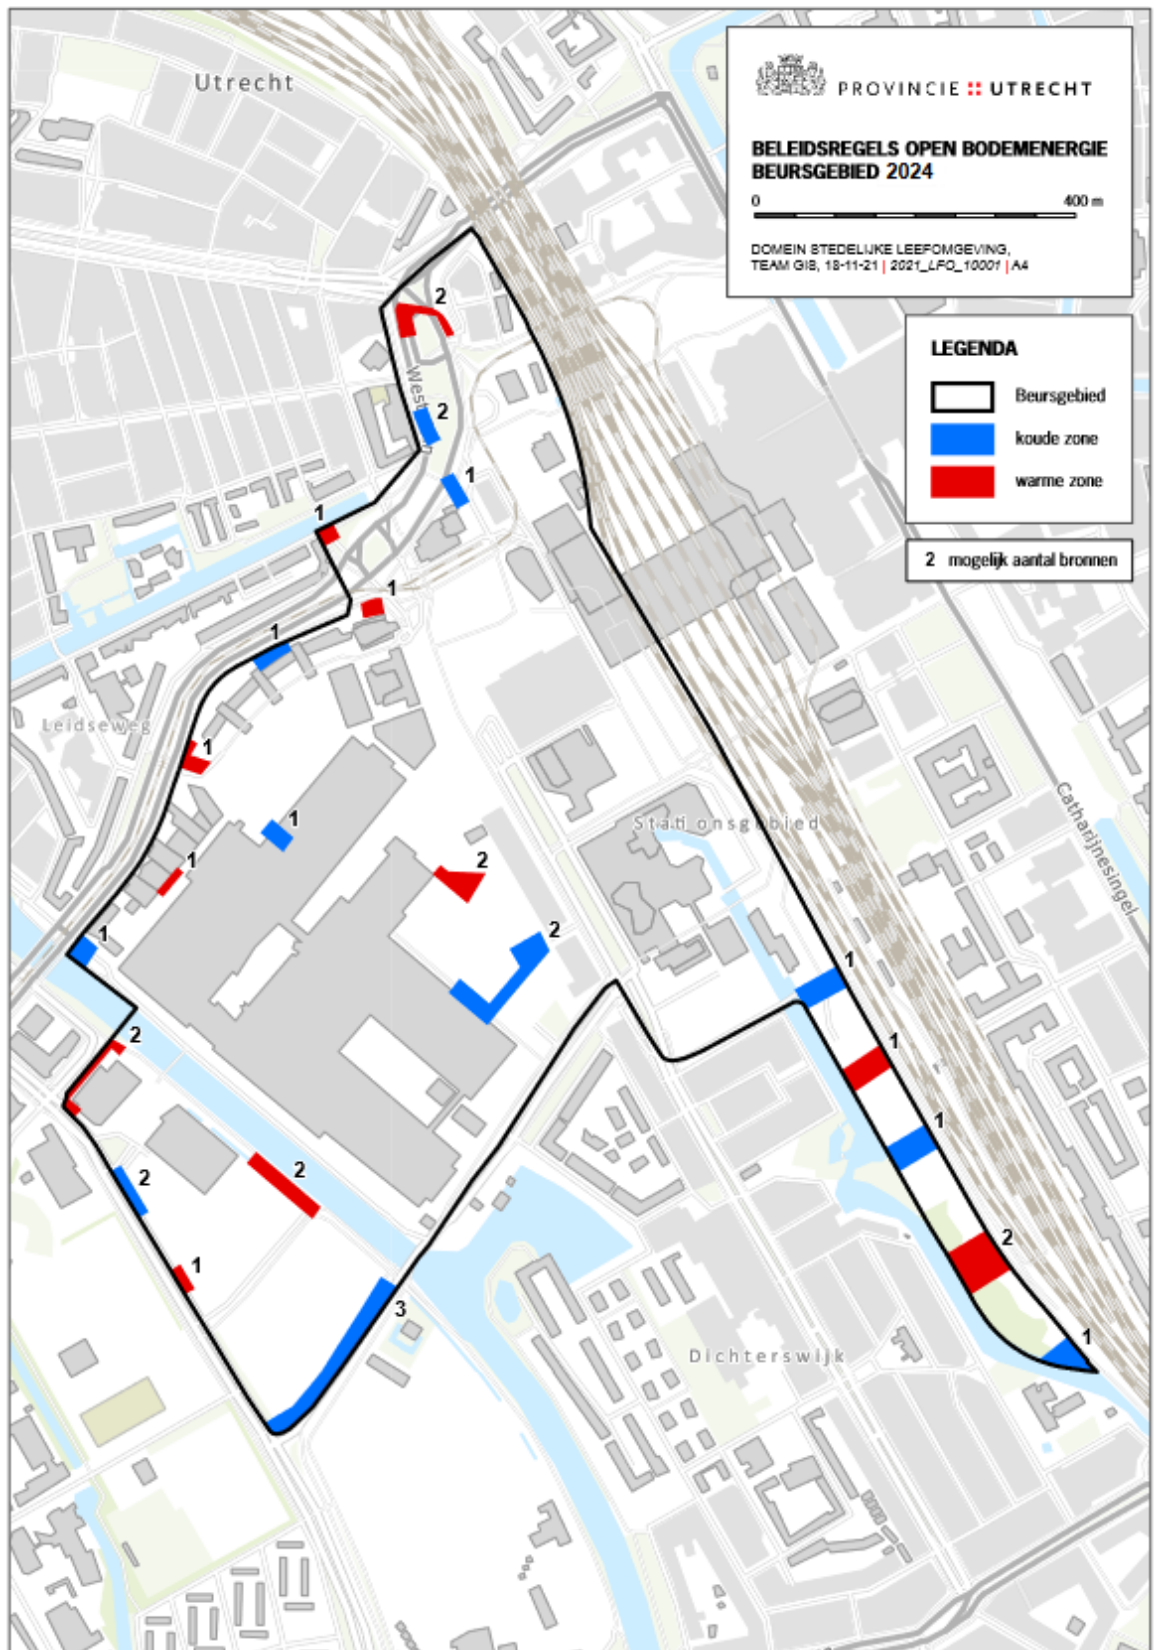 Utrecht
PROVINCIE :: UTRECHT
BELEIDSREGELS OPEN BODEMENERGIE
BEURSGEBIED 2024
0 400 m
DOMEIN STEDELIJKE LEEFOMGEVING,
TEAM GIS, 18-11-21 | 2021_LFO_10001 | A4
LEGENDA
Beursgebied
koude zone
warme zone
2 mogelijk aantal bronnen
2
West
2
1
1
1
1
Leidseweg
1
1
Stationsgebied
Catharijnesingel
1
2
1
2
1
2
1
1
2
2
1
2
3
1
Dichterswijk